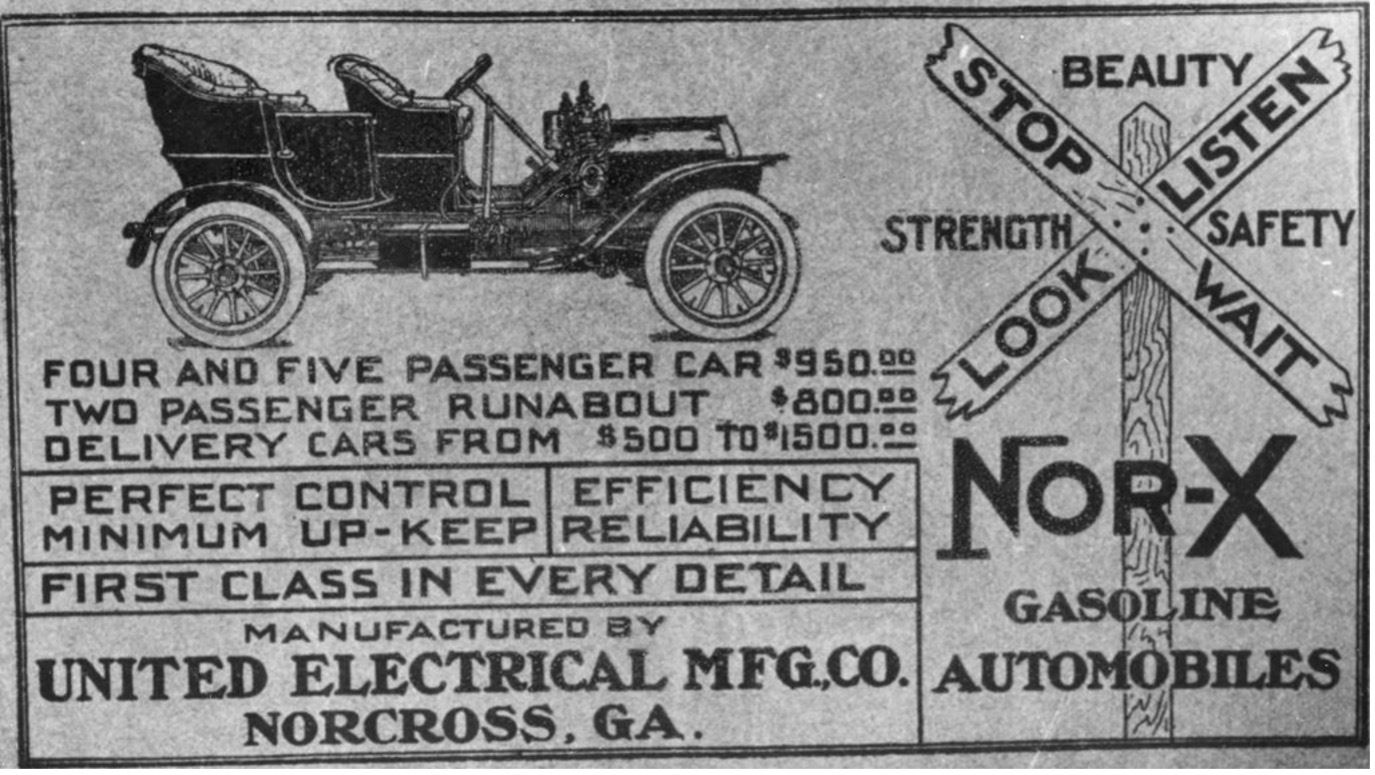 FOUR AND FIVE PASSENGER CAR $950.00
TWO PASSENGER RUNABOUT $800.00
DELIVERY CARS FROM $500 TO $1500.00
PERFECT CONTROL
MINIMUM UP-KEEP
EFFICIENCY
RELIABILITY
FIRST CLASS IN EVERY DETAIL
MANUFACTURED BY
UNITED ELECTRICAL MFG., CO.
NORCROSS, GA.
BEAUTY
STOP
LISTEN
STRENGTH
SAFETY
LOOK
WAIT
NOR-X
GASOLINE
AUTOMOBILES